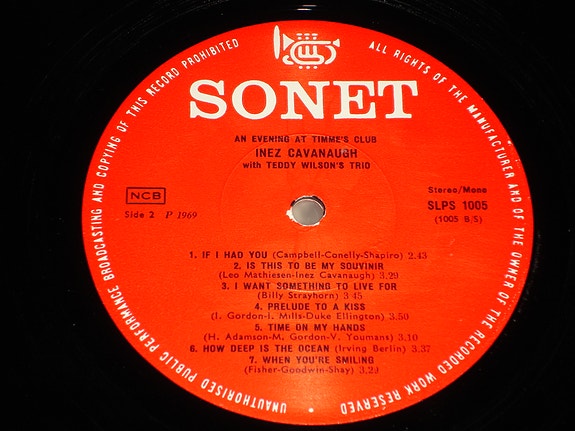 ALL RIGHTS OF THE MANUFACTURER AND OF THE OWNER OF THE RECORDED WORK RESERVED
UNAUTHORISED PUBLIC PERFORMANCE BROADCASTING AND COPYING OF THIS RECORD PROHIBITED
SONET
AN EVENING AT TIMME'S CLUB
INEZ CAVANAUGH
with TEDDY WILSON'S TRIO
NCB
Side 2 P 1969
Stereo/Mono
SLPS 1005
(1005 B/S)
1. IF I HAD YOU (Campbell-Conelly-Shapiro) 2.43
2. IS THIS TO BE MY SOUVINIR
(Leo Mathiesen-Inez Cavanaugh) 3.29
3. I WANT SOMETHING TO LIVE FOR
(Billy Strayhorn) 3.45
4. PRELUDE TO A KISS
(I. Gordon-I. Mills-Duke Ellington) 3.50
5. TIME ON MY HANDS
(H. Adamson-M. Gordon-V. Youmans) 3.10
6. HOW DEEP IS THE OCEAN (Irving Berlin) 3.37
7. WHEN YOU'RE SMILING
(Fisher-Goodwin-Shay) 3.29